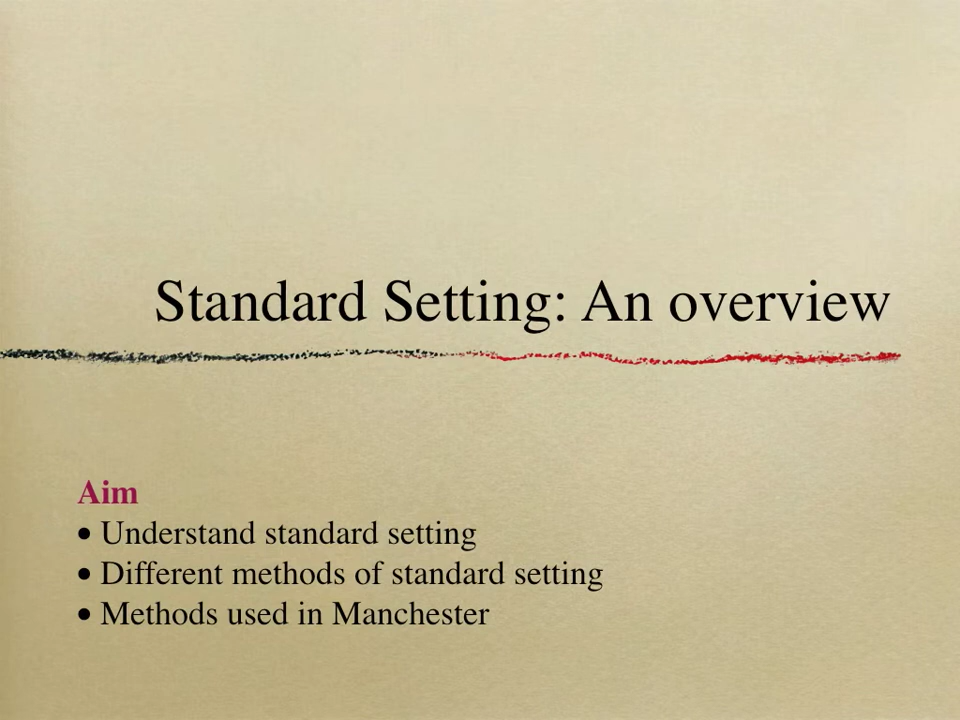 Standard Setting: An overview
Aim
• Understand standard setting
• Different methods of standard setting
• Methods used in Manchester